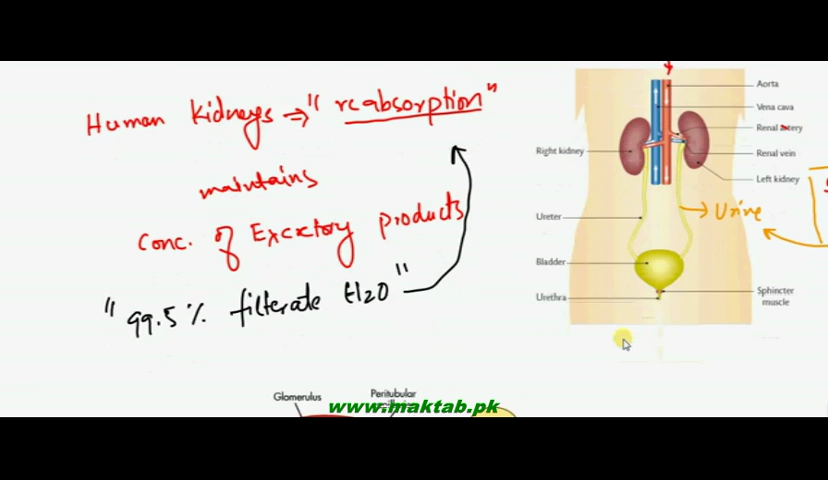 Human kidneys ⇒ "reabsorption"
maintains
conc. of Excretory products
"99.5% filterate H2O"
Aorta
Vena cava
Renal artery
Renal vein
Left kidney
Right kidney
Ureter
Urine
Bladder
Urethra
Sphincter
muscle
Glomerulus
Peritubular
www.maktab.pk